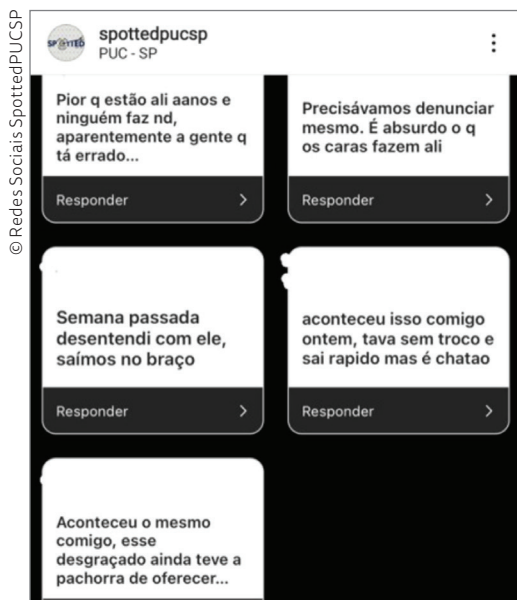 © Redes Sociais SpottedPUCSP
SPOTTED
spottedpucsp
PUC - SP
Pior q estão ali aanos e
ninguém faz nd,
aparentemente a gente q
tá errado...
Responder
Precisávamos denunciar
mesmo. É absurdo o q
os caras fazem ali
Responder
Semana passada
desentendi com ele,
saímos no braço
Responder
aconteceu isso comigo
ontem, tava sem troco e
sai rapido mas é chatao
Responder
Aconteceu o mesmo
comigo, esse
desgraçado ainda teve a
pachorra de oferecer...